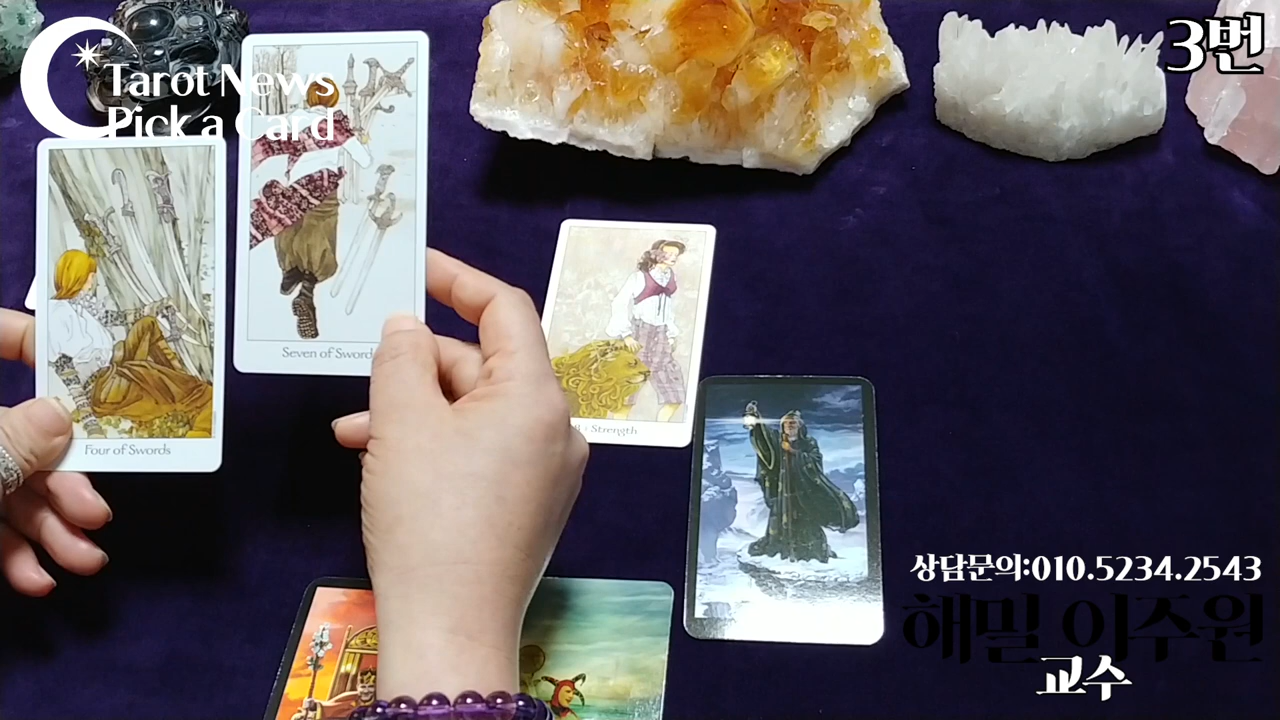 Tarot News
Pick a Card
3번
Seven of Sword
Four of Swords
Strength
상담문의:010.5234.2543
해밀 이주원
교수